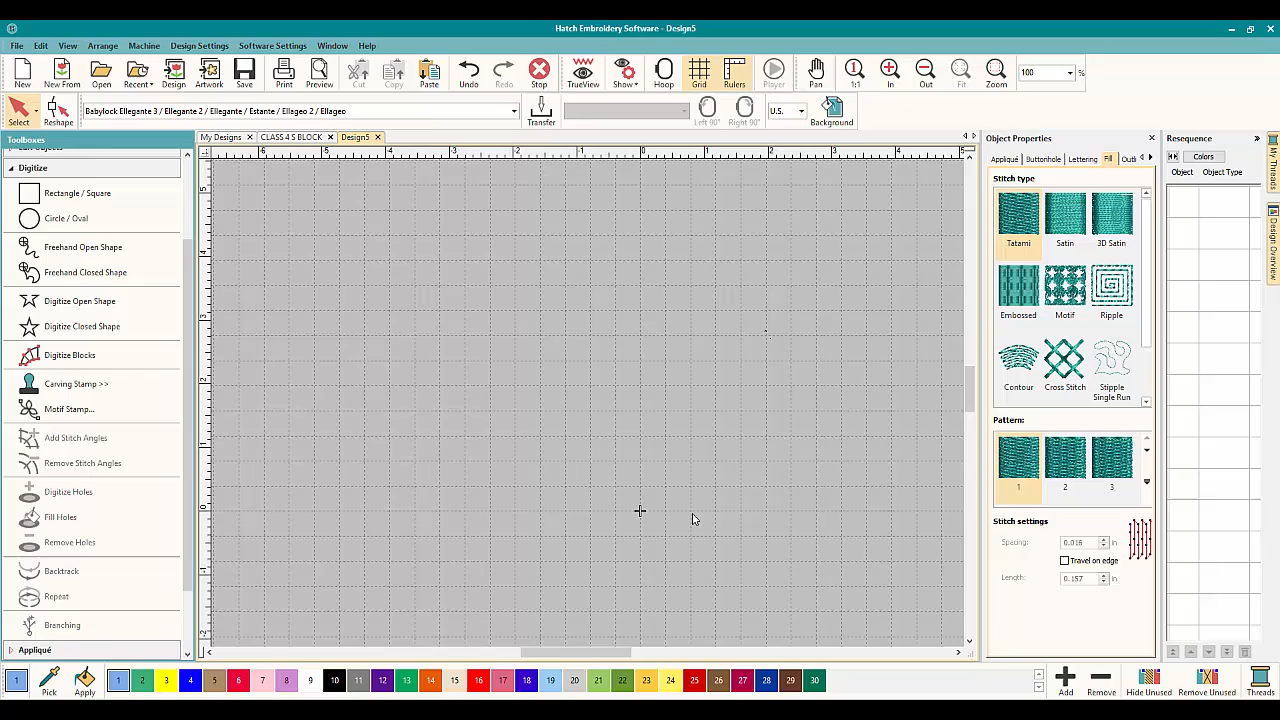 Hatch Embroidery Software - Design5
File Edit View Arrange Machine Design Settings Software Settings Window Help
New New From Open Recent Design Artwork Save Print Preview Cut Copy Paste Undo Redo Stop TrueView Show Hoop Grid Rulers Player Pan 1:1 In Out Fit Zoom 100 %
Select Reshape Babylock Ellegante 3 / Ellegante 2 / Ellegante / Esante / Ellageo 2 / Ellageo Transfer Left 90° Right 90° U.S. Background
Toolboxes
My Designs CLASS 4 S BLOCK Design5
Object Properties
Resequence
Digitize
Appliqué Buttonhole Lettering Fill
Colors
Object Object Type
Rectangle / Square
Circle / Oval
Freehand Open Shape
Freehand Closed Shape
Digitize Open Shape
Digitize Closed Shape
Digitize Blocks
Carving Stamp >>
Motif Stamp...
Add Stitch Angles
Remove Stitch Angles
Digitize Holes
Fill Holes
Remove Holes
Backtrack
Repeat
Branching
Appliqué
Stitch type
Tatami Satin 3D Satin
Embossed Motif Ripple
Contour Cross Stitch Stipple Single Run
Pattern:
1 2 3
Stitch settings
Spacing: 0.016 in
Travel on edge
Length: 0.157 in
My Threads
Design Overview
1 Pick Apply 1 2 3 4 5 6 7 8 9 10 11 12 13 14 15 16 17 18 19 20 21 22 23 24 25 26 27 28 29 30 Add Remove Hide Unused Remove Unused Threads